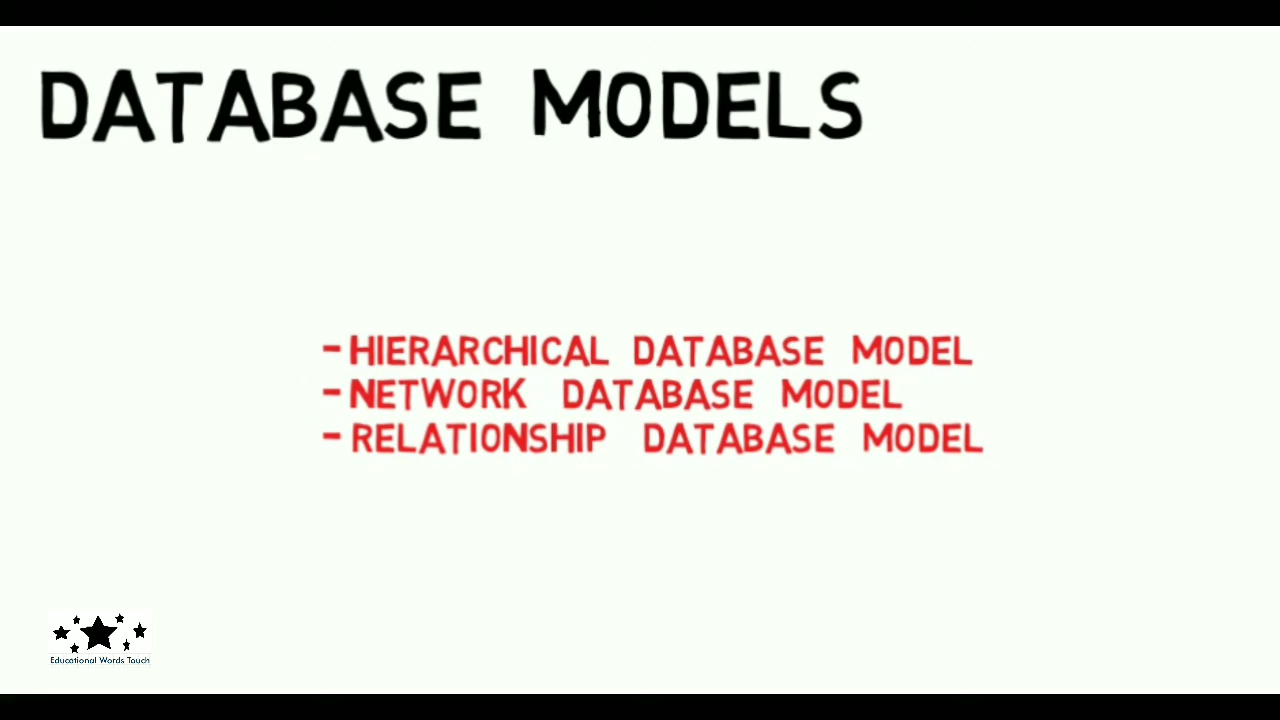 DATABASE MODELS
- HIERARCHICAL DATABASE MODEL
- NETWORK DATABASE MODEL
- RELATIONSHIP DATABASE MODEL
Educational Words Touch